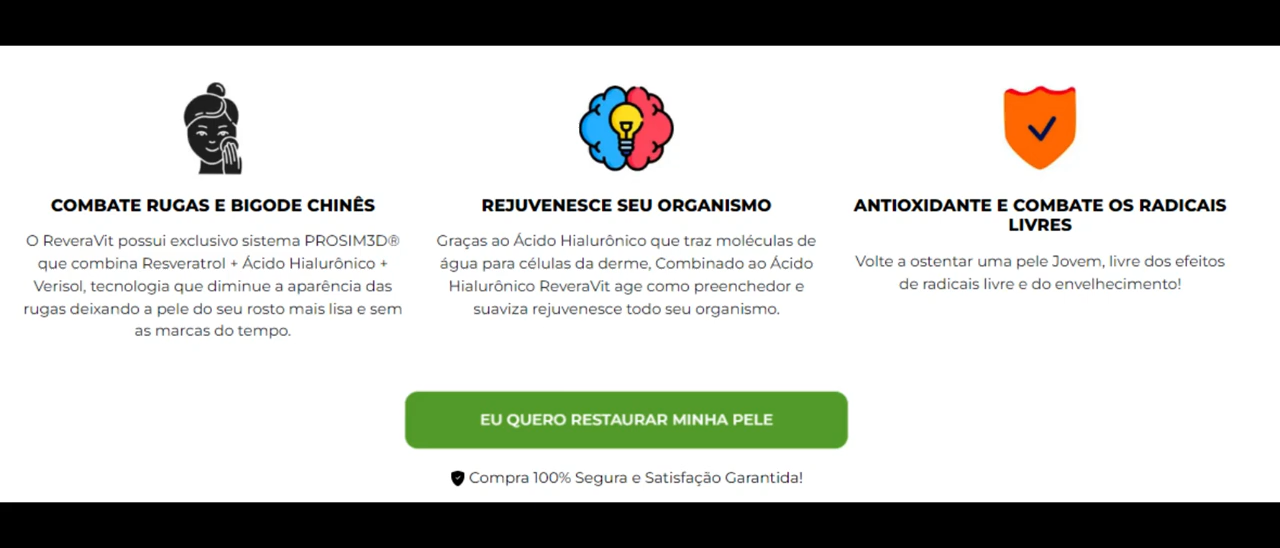 COMBATE RUGAS E BIGODE CHINÊS
O ReveraVit possui exclusivo sistema PROSIM3D®
que combina Resveratrol + Ácido Hialurônico +
Verisol, tecnologia que diminue a aparência das
rugas deixando a pele do seu rosto mais lisa e sem
as marcas do tempo.
REJUVENESCE SEU ORGANISMO
Graças ao Ácido Hialurônico que traz moléculas de
água para células da derme, Combinado ao Ácido
Hialurônico ReveraVit age como preenchedor e
suaviza rejuvenesce todo seu organismo.
ANTIOXIDANTE E COMBATE OS RADICAIS
LIVRES
Volte a ostentar uma pele Jovem, livre dos efeitos
de radicais livre e do envelhecimento!
EU QUERO RESTAURAR MINHA PELE
Compra 100% Segura e Satisfação Garantida!